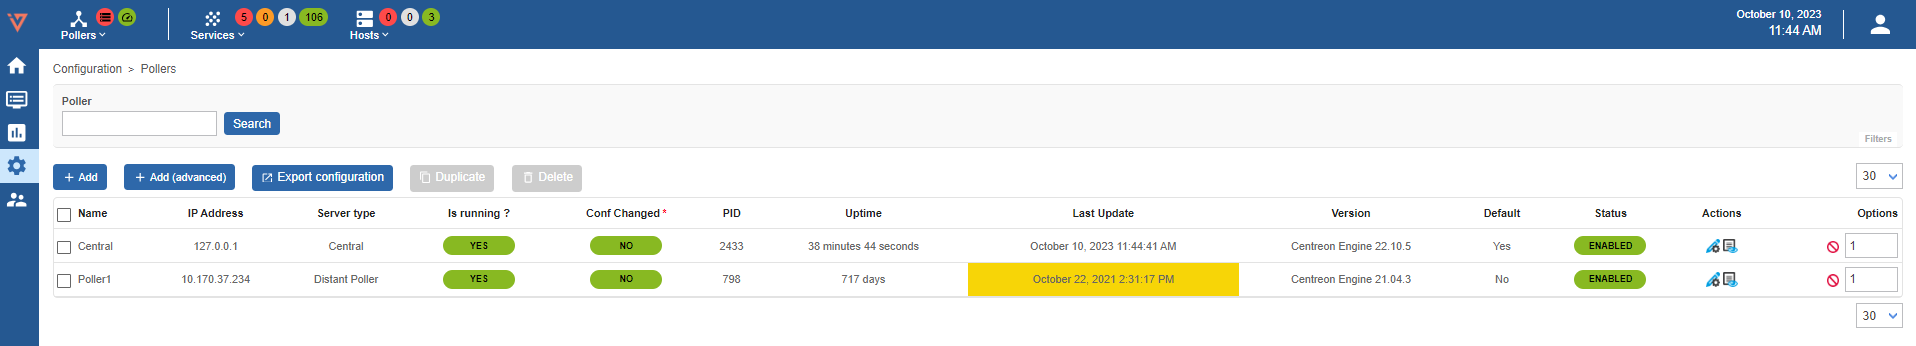 5 0 1 106 0 0 3
Pollers Services Hosts
October 10, 2023
11:44 AM
Configuration > Pollers
Poller
Search
Filters
+ Add + Add (advanced) Export configuration Duplicate Delete 30
Name IP Address Server type Is running ? Conf Changed * PID Uptime Last Update Version Default Status Actions Options
Central 127.0.0.1 Central YES NO 2433 38 minutes 44 seconds October 10, 2023 11:44:41 AM Centreon Engine 22.10.5 Yes ENABLED 1
Poller1 10.170.37.234 Distant Poller YES NO 798 717 days October 22, 2021 2:31:17 PM Centreon Engine 21.04.3 No ENABLED 1
30